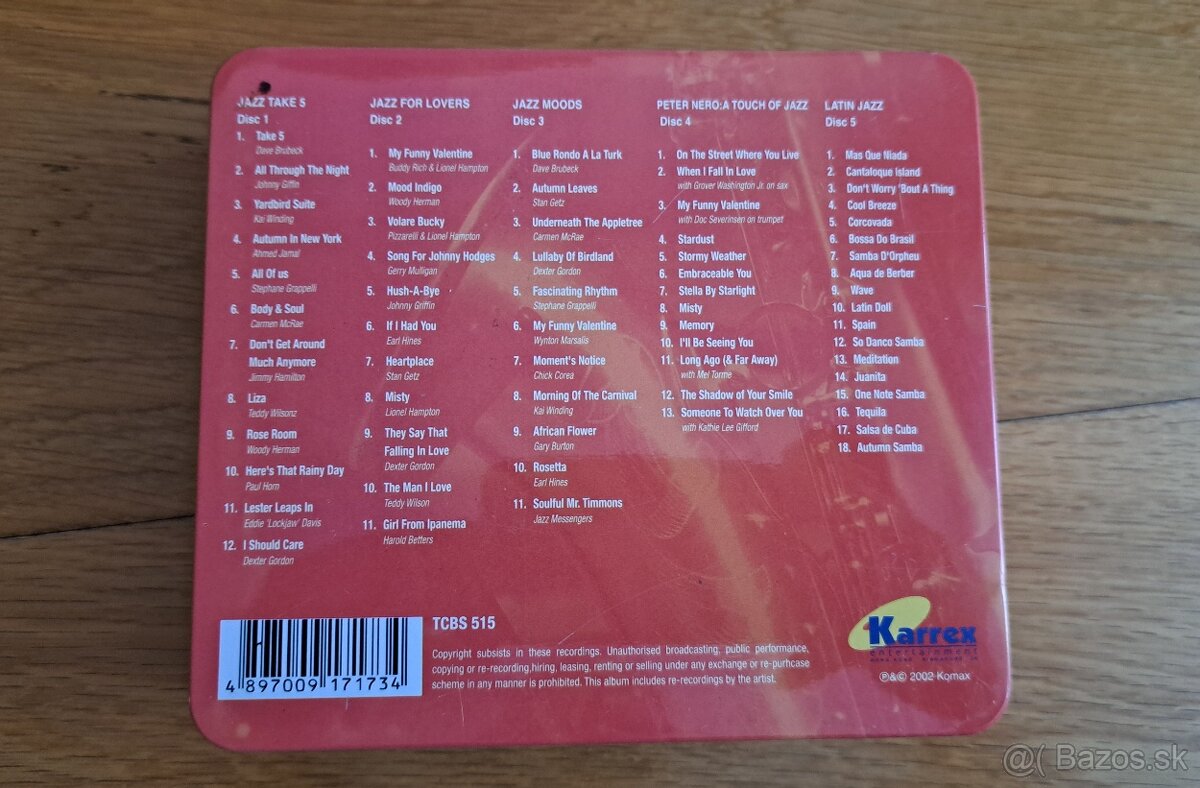 JAZZ TAKE 5
Disc 1
1. Take 5
Dave Brubeck
2. All Through The Night
Johnny Giffin
3. Yardbird Suite
Kai Winding
4. Autumn In New York
Ahmed Jamal
5. All Of us
Stephane Grappelli
6. Body & Soul
Carmen McRae
7. Don't Get Around
Much Anymore
Jimmy Hamilton
8. Liza
Teddy Wilsonz
9. Rose Room
Woody Herman
10. Here's That Rainy Day
Paul Horn
11. Lester Leaps In
Eddie 'Lockjaw' Davis
12. I Should Care
Dexter Gordon
JAZZ FOR LOVERS
Disc 2
1. My Funny Valentine
Buddy Rich & Lionel Hampton
2. Mood Indigo
Woody Herman
3. Volare Bucky
Pizzarelli & Lionel Hampton
4. Song For Johnny Hodges
Gerry Mulligan
5. Hush-A-Bye
Johnny Griffin
6. If I Had You
Earl Hines
7. Heartplace
Stan Getz
8. Misty
Lionel Hampton
9. They Say That
Falling In Love
Dexter Gordon
10. The Man I Love
Teddy Wilson
11. Girl From Ipanema
Harold Betters
JAZZ MOODS
Disc 3
1. Blue Rondo A La Turk
Dave Brubeck
2. Autumn Leaves
Stan Getz
3. Underneath The Appletree
Carmen McRae
4. Lullaby Of Birdland
Dexter Gordon
5. Fascinating Rhythm
Stephane Grappelli
6. My Funny Valentine
Wynton Marsalis
7. Moment's Notice
Chick Corea
8. Morning Of The Carnival
Kai Winding
9. African Flower
Gary Burton
10. Rosetta
Earl Hines
11. Soulful Mr. Timmons
Jazz Messengers
PETER NERO:A TOUCH OF JAZZ
Disc 4
1. On The Street Where You Live
2. When I Fall In Love
with Grover Washington Jr. on sax
3. My Funny Valentine
with Doc Severinsen on trumpet
4. Stardust
5. Stormy Weather
6. Embraceable You
7. Stella By Starlight
8. Misty
9. Memory
10. I'll Be Seeing You
11. Long Ago (& Far Away)
with Mel Torme
12. The Shadow of Your Smile
13. Someone To Watch Over You
with Kathie Lee Gifford
LATIN JAZZ
Disc 5
1. Mas Que Niada
2. Cantaloque Island
3. Don't Worry 'Bout A Thing
4. Cool Breeze
5. Corcovada
6. Bossa Do Brasil
7. Samba D'Orpheu
8. Aqua de Berber
9. Wave
10. Latin Doll
11. Spain
12. So Danco Samba
13. Meditation
14. Juanita
15. One Note Samba
16. Tequila
17. Salsa de Cuba
18. Autumn Samba
4 897009 171734
TCBS 515
Copyright subsists in these recordings. Unauthorised broadcasting, public performance,
copying or re-recording,hiring, leasing, renting or selling under any exchange or re-purhcase
scheme in any manner is prohibited. This album includes re-recordings by the artist.
Karrex
entertainment
℗&© 2002 Komax
@( Bazos.sk